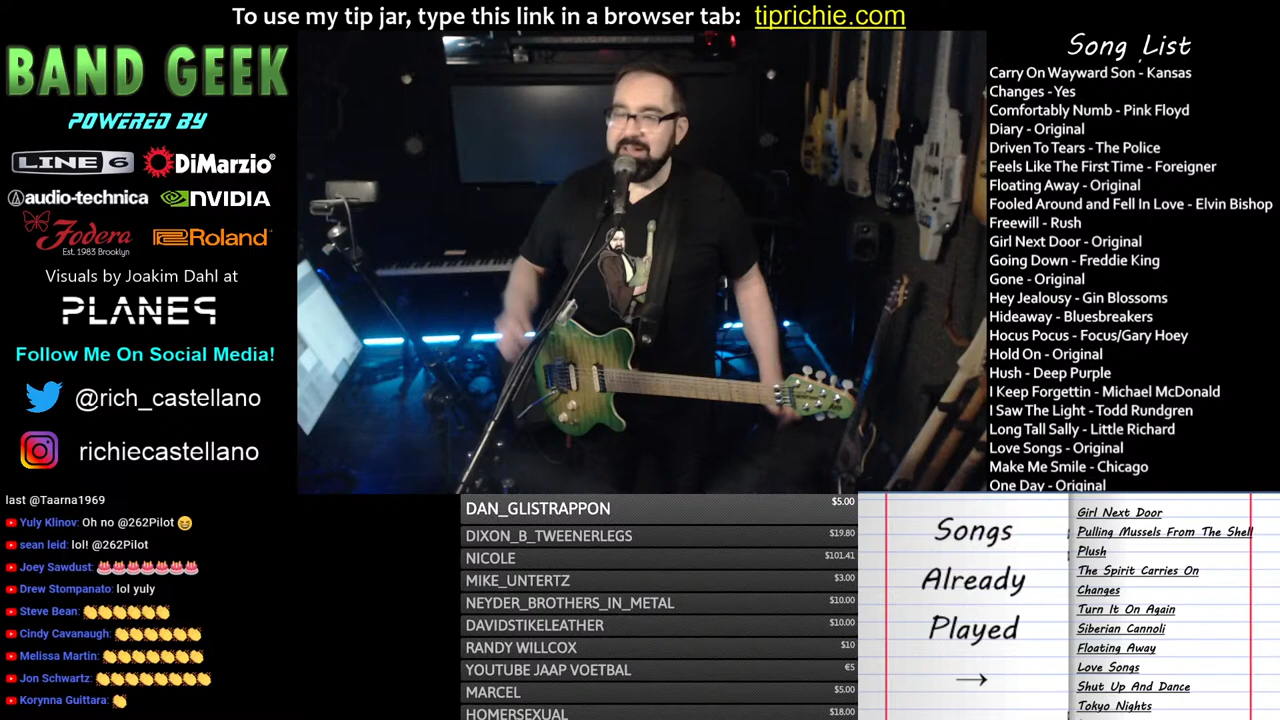 To use my tip jar, type this link in a browser tab: tiprichie.com
BAND GEEK
POWERED BY
LINE 6
DiMarzio
audio-technica
NVIDIA
Fodera
Est. 1983 Brooklyn
Roland
Visuals by Joakim Dahl at
PLANE9
Follow Me On Social Media!
@rich_castellano
richiecastellano
Song List
Carry On Wayward Son - Kansas
Changes - Yes
Comfortably Numb - Pink Floyd
Diary - Original
Driven To Tears - The Police
Feels Like The First Time - Foreigner
Floating Away - Original
Fooled Around and Fell In Love - Elvin Bishop
Freewill - Rush
Girl Next Door - Original
Going Down - Freddie King
Gone - Original
Hey Jealousy - Gin Blossoms
Hideaway - Bluesbreakers
Hocus Pocus - Focus/Gary Hoey
Hold On - Original
Hush - Deep Purple
I Keep Forgettin - Michael McDonald
I Saw The Light - Todd Rundgren
Long Tall Sally - Little Richard
Love Songs - Original
Make Me Smile - Chicago
One Day - Original
last @Taarna1969
Yuly Klinov: Oh no @262Pilot 😆
sean leid: lol! @262Pilot
Joey Sawdust: 🎂🎂🎂🎂🎂🎂🎂
Drew Stompanato: lol yuly
Steve Bean: 👏👏👏👏👏👏
Cindy Cavanaugh: 👏👏👏👏👏👏
Melissa Martin: 👏👏👏👏👏👏👏
Jon Schwartz: 👏👏👏👏👏👏👏👏
Korynna Guittara: 👏
DAN_GLISTRAPPON $5.00
DIXON_B_TWEENERLEGS $19.80
NICOLE $101.41
MIKE_UNTERTZ $3.00
NEYDER_BROTHERS_IN_METAL $10.00
DAVIDSTIKELEATHER $10.00
RANDY WILLCOX $10
YOUTUBE JAAP VOETBAL €5
MARCEL $5.00
HOMERSEXUAL $18.00
Songs
Already
Played
→
Girl Next Door
Pulling Mussels From The Shell
Plush
The Spirit Carries On
Changes
Turn It On Again
Siberian Cannoli
Floating Away
Love Songs
Shut Up And Dance
Tokyo Nights